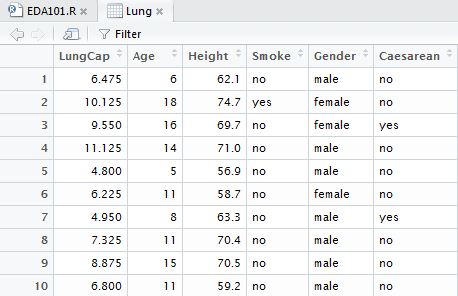 EDA101.R Lung
Filter
LungCap Age Height Smoke Gender Caesarean
1 6.475 6 62.1 no male no
2 10.125 18 74.7 yes female no
3 9.550 16 69.7 no female yes
4 11.125 14 71.0 no male no
5 4.800 5 56.9 no male no
6 6.225 11 58.7 no female no
7 4.950 8 63.3 no male yes
8 7.325 11 70.4 no male no
9 8.875 15 70.5 no male no
10 6.800 11 59.2 no male no